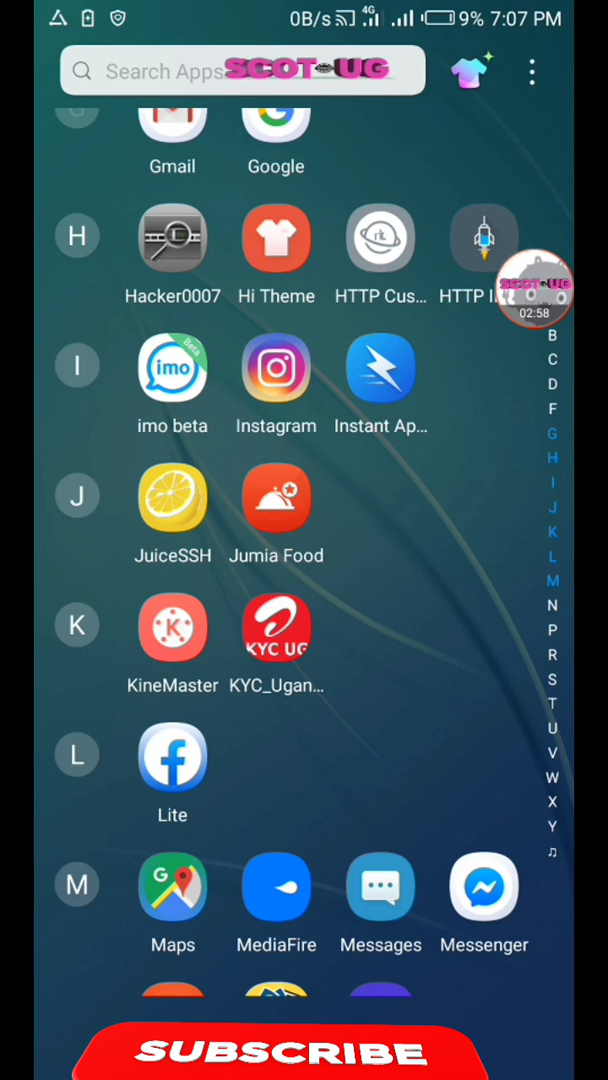 0B/s 4G 9% 7:07 PM
Search Apps SCOT UG
G
Gmail Google
H
Hacker0007 Hi Theme HTTP Cus... HTTP I
SCOT UG
02:58
I
imo Beta
imo beta Instagram Instant Ap...
J
JuiceSSH Jumia Food
K
K KYC UG
KineMaster KYC_Ugan...
L
Lite
M
G
Maps MediaFire Messages Messenger
B
C
D
F
G
H
I
J
K
L
M
N
P
R
S
T
U
V
W
X
Y
SUBSCRIBE